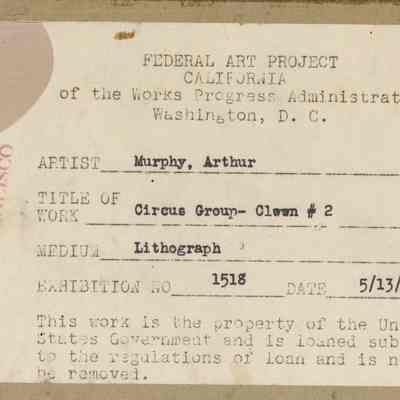 FEDERAL ART PROJECT
CALIFORNIA
of the Works Progress Administrat
Washington, D. C.
ARTIST Murphy, Arthur
TITLE OF
WORK Circus Group- Clown # 2
MEDIUM Lithograph
EXHIBITION NO 1518 DATE 5/13/
This work is the property of the Un
States Government and is loaned sub
to the regulations of loan and is n
be removed.